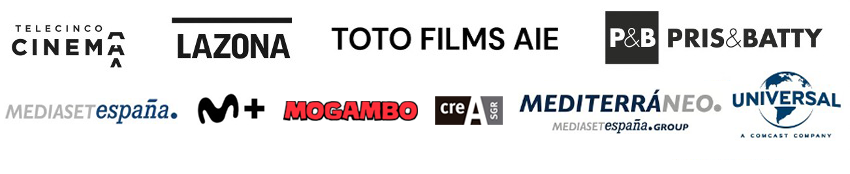 TELECINCO
CINEMA
LAZONA
TOTO FILMS AIE
P&B PRIS&BATTY
MEDIASETespaña.
M+
MOGAMBO
creA SGR
MEDITERRÁNEO.
MEDIASETespaña.GROUP
UNIVERSAL
A COMCAST COMPANY